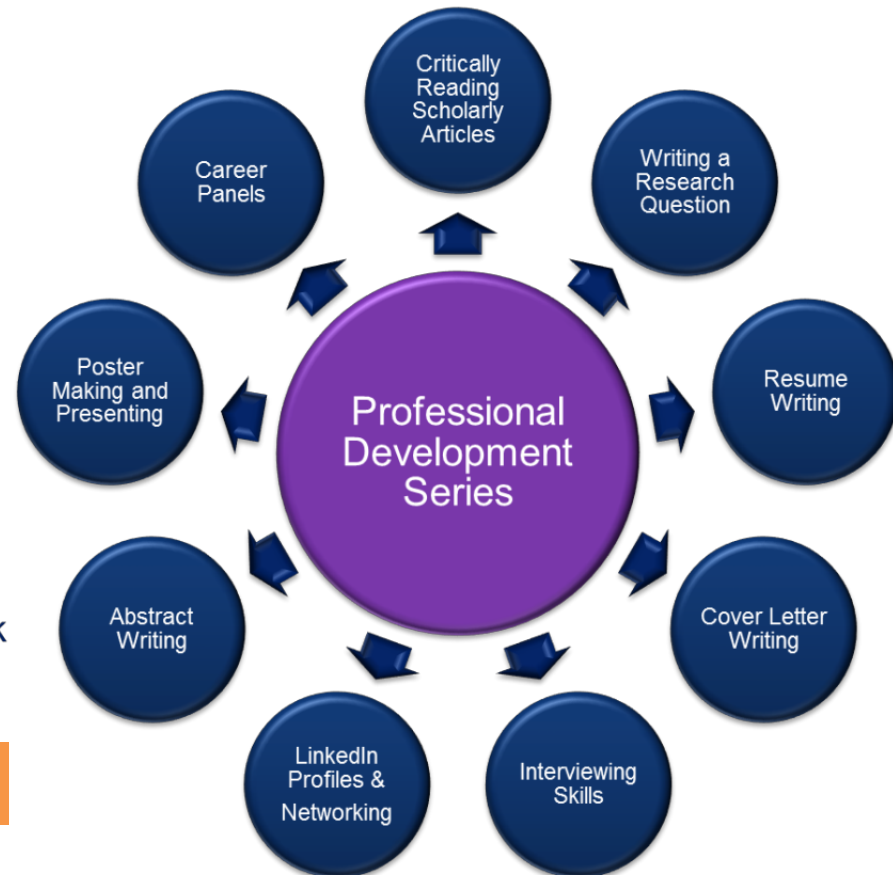 Critically
Reading
Scholarly
Articles
Writing a
Research
Question
Resume
Writing
Cover Letter
Writing
Interviewing
Skills
LinkedIn
Profiles &
Networking
Abstract
Writing
Poster
Making and
Presenting
Career
Panels
Professional
Development
Series